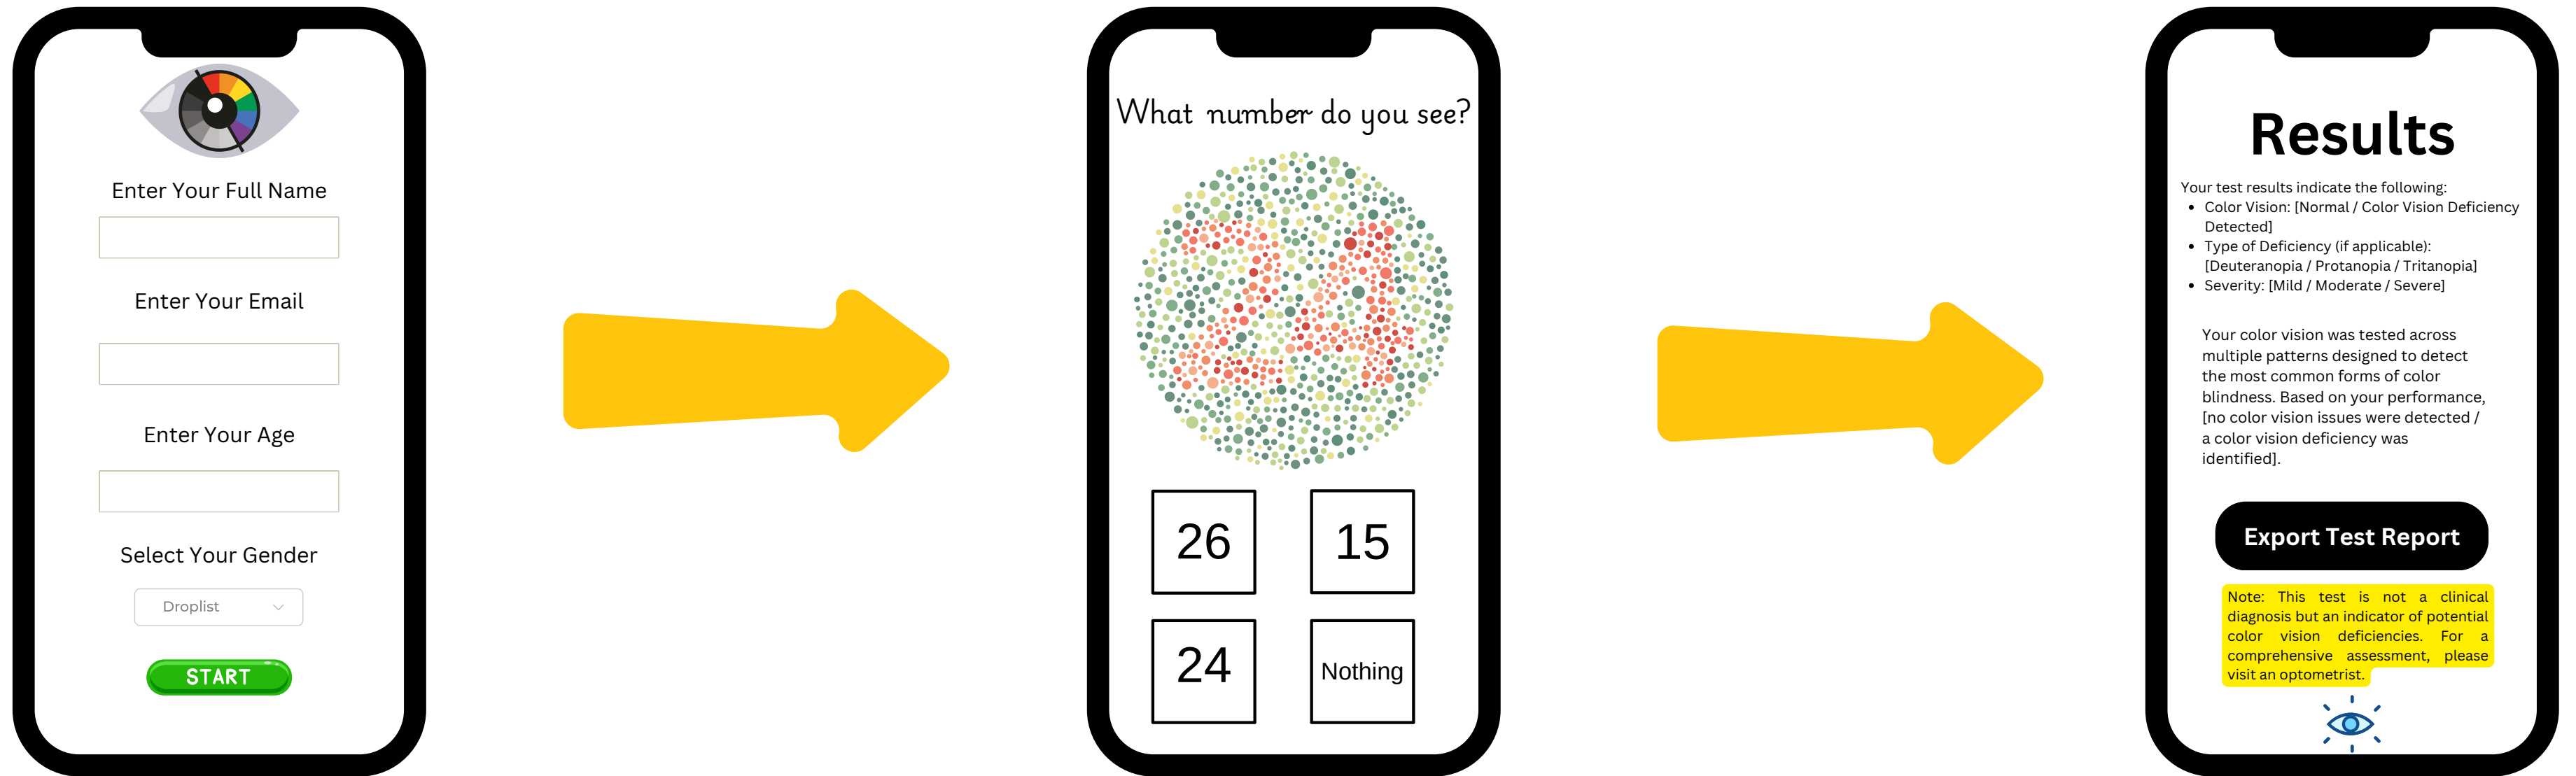 Enter Your Full Name
Enter Your Email
Enter Your Age
Select Your Gender
Droplist
START
What number do you see?
24
26
15
24
Nothing
Results
Your test results indicate the following:
• Color Vision: [Normal / Color Vision Deficiency
Detected]
• Type of Deficiency (if applicable):
[Deuteranopia / Protanopia / Tritanopia]
• Severity: [Mild / Moderate / Severe]
Your color vision was tested across
multiple patterns designed to detect
the most common forms of color
blindness. Based on your performance,
[no color vision issues were detected /
a color vision deficiency was
identified].
Export Test Report
Note: This test is not a clinical
diagnosis but an indicator of potential
color vision deficiencies. For a
comprehensive assessment, please
visit an optometrist.